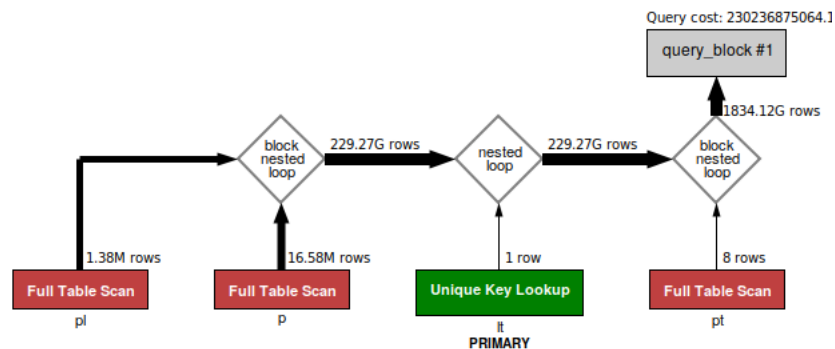 Query cost: 230236875064.1
query_block #1
1834.12G rows
block
nested
loop
229.27G rows
nested
loop
229.27G rows
block
nested
loop
1.38M rows
16.58M rows
1 row
8 rows
Full Table Scan
Full Table Scan
Unique Key Lookup
Full Table Scan
pl
p
lt
pt
PRIMARY